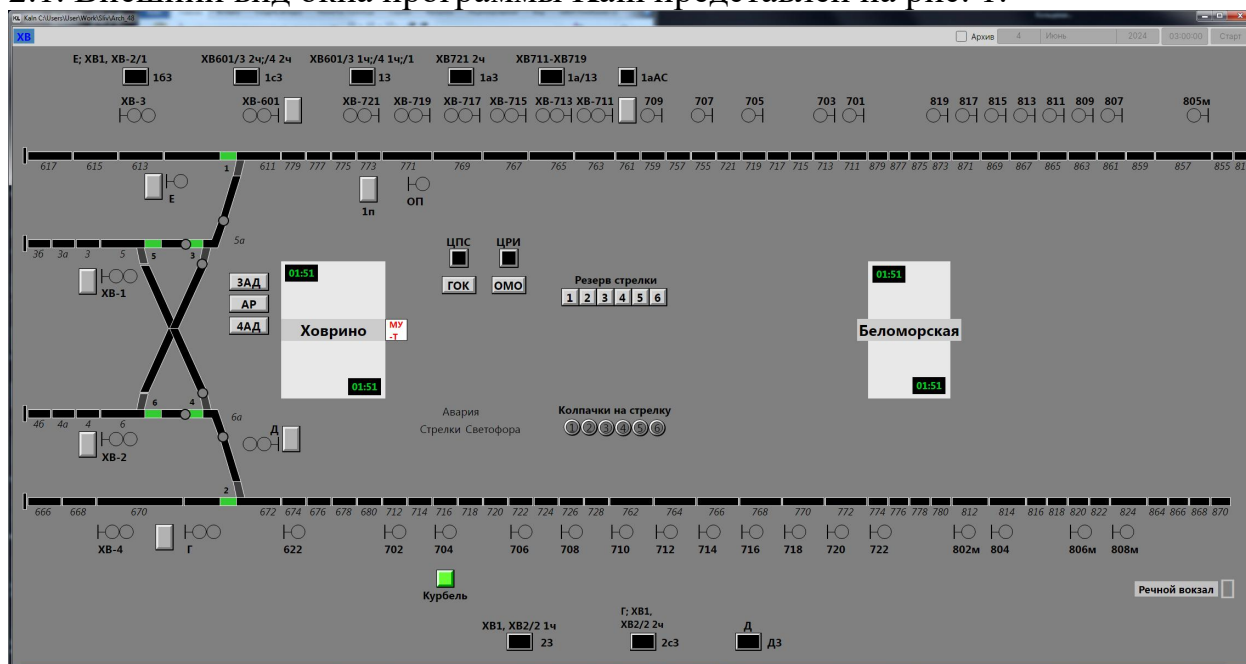 2.1. Внешний вид окна программы Kaln представлен на рис. 1.
Kaln C:\Users\User\Work\Sliv\Arch_48
ХВ
Архив 4 Июнь 2024 03:00:00 Старт
Е; ХВ1, ХВ-2/1 ХВ601/3 2ч;/4 2ч ХВ601/3 1ч;/4 1ч;/1 ХВ721 2ч ХВ711-ХВ719
1б3 1с3 13 1а3 1а/13 1аАС
ХВ-3 ХВ-601 ХВ-721 ХВ-719 ХВ-717 ХВ-715 ХВ-713 ХВ-711 709 707 705 703 701 819 817 815 813 811 809 807 805м
617 615 613 1 611 779 777 775 773 771 769 767 765 763 761 759 757 755 721 719 717 715 713 711 879 877 875 873 871 869 867 865 863 861 859 857 855 81
Е 1п ОП
5а
36 3а 3 5 5 3
ХВ-1
ЦПС ЦРИ
ГОК ОМО
Резерв стрелки
1 2 3 4 5 6
ЗАД
АР
4АД
01:51
Ховрино
МУ
-Т
01:51
01:51
Беломорская
01:51
Авария
Стрелки Светофора
Колпачки на стрелку
1 2 3 4 5 6
46 4а 4 6 6 4 6а
ХВ-2
Д
2
666 668 670 672 674 676 678 680 712 714 716 718 720 722 724 726 728 762 764 766 768 770 772 774 776 778 780 812 814 816 818 820 822 824 864 866 868 870
ХВ-4 Г 622 702 704 706 708 710 712 714 716 718 720 722 802м 804 806м 808м
Курбель
Речной вокзал
ХВ1, ХВ2/2 1ч
23
Г; ХВ1,
ХВ2/2 2ч
2с3
Д
Д3